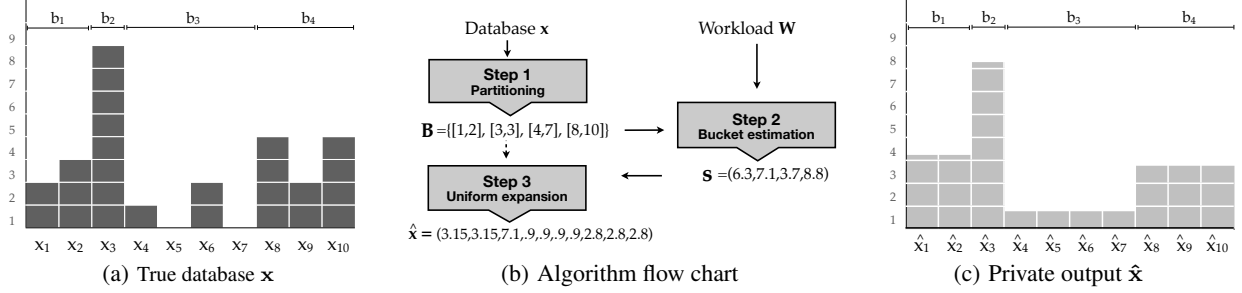 b₁ b₂ b₃ b₄
9
8
7
6
5
4
3
2
1
x₁ x₂ x₃ x₄ x₅ x₆ x₇ x₈ x₉ x₁₀
(a) True database x
Database x
Workload W
Step 1
Partitioning
B ={[1,2], [3,3], [4,7], [8,10]}
Step 2
Bucket estimation
s =(6.3,7.1,3.7,8.8)
Step 3
Uniform expansion
x̂ = (3.15,3.15,7.1,.9,.9,.9,.9,2.8,2.8,2.8)
(b) Algorithm flow chart
b₁ b₂ b₃ b₄
9
8
7
6
5
4
3
2
1
x̂₁ x̂₂ x̂₃ x̂₄ x̂₅ x̂₆ x̂₇ x̂₈ x̂₉ x̂₁₀
(c) Private output x̂